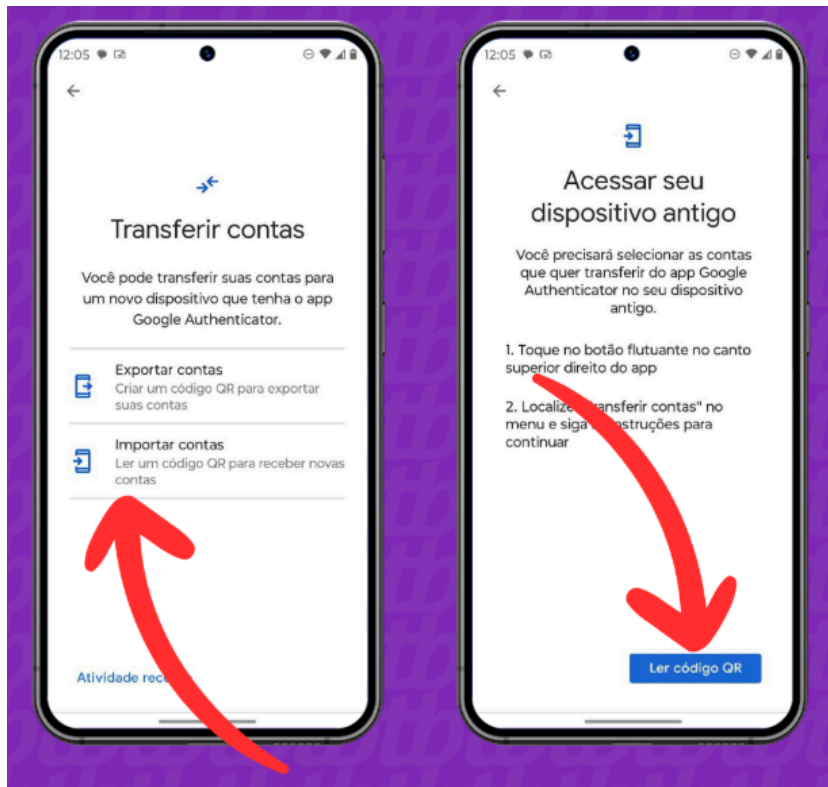 12:05
Transferir contas
Você pode transferir suas contas para
um novo dispositivo que tenha o app
Google Authenticator.
Exportar contas
Criar um código QR para exportar
suas contas
Importar contas
Ler um código QR para receber novas
contas
Atividade
12:05
Acessar seu
dispositivo antigo
Você precisará selecionar as contas
que quer transferir do app Google
Authenticator no seu dispositivo
antigo.
1. Toque no botão flutuante no canto
superior direito do app
2. Localize contas" no
menu e siga para
continuar
Ler código QR